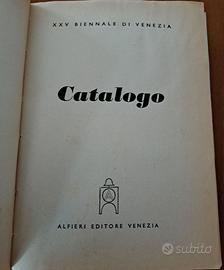 XXV BIENNALE DI VENEZIA
Catalogo
ALFIERI EDITORE VENEZIA
subito